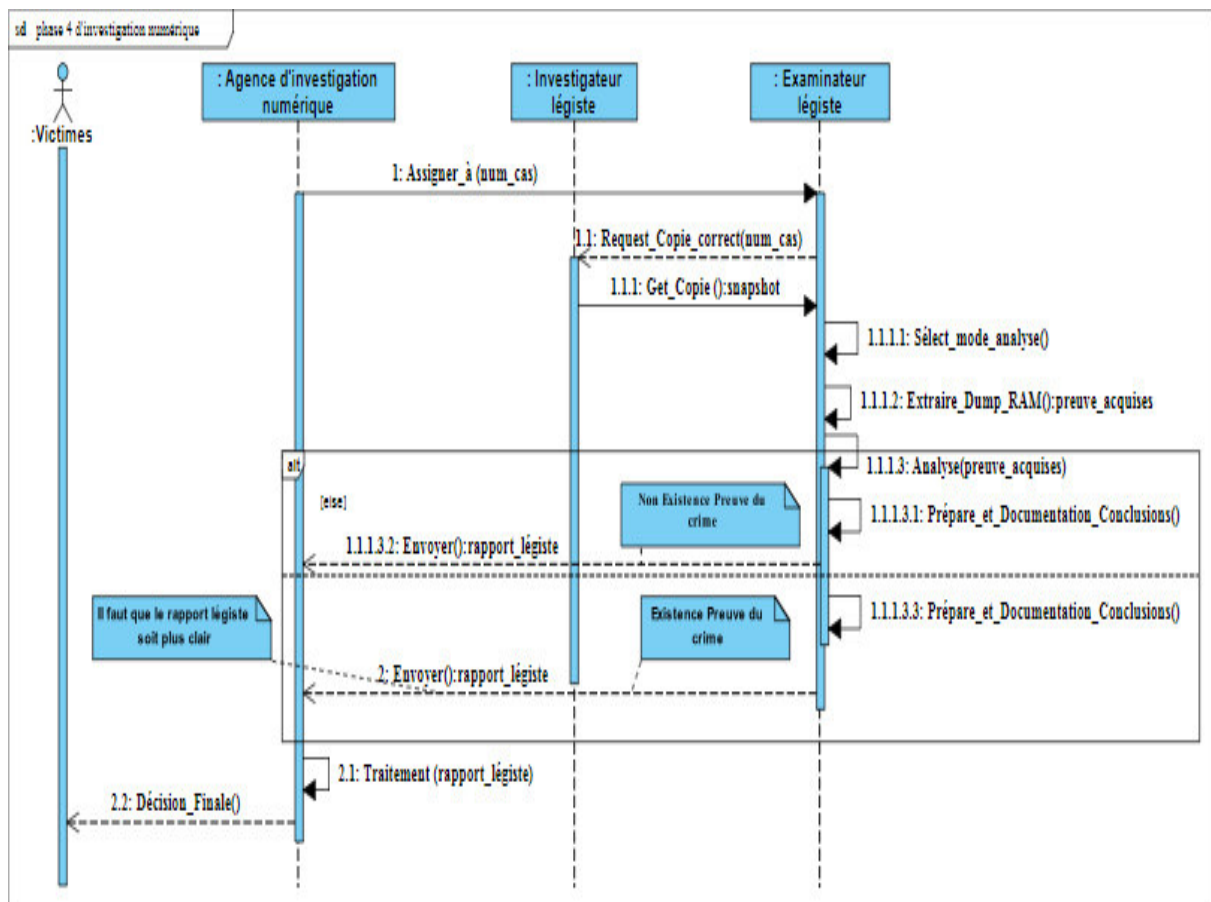 sd phase 4 d'investigation numérique
:Victimes
: Agence d'investigation
numérique
: Investigateur
légiste
: Examinateur
légiste
1: Assigner_à (num_cas)
1.1: Request_Copie_correct(num_cas)
1.1.1: Get_Copie ():snapshot
1.1.1.1: Sélect_mode_analyse()
1.1.1.2: Extraire_Dump_RAM():preuve_acquises
1.1.1.3: Analyse(preuve_acquises)
alt
[else]
Non Existence Preuve du
crime
1.1.1.3.1: Prépare_et_Documentation_Conclusions()
1.1.1.3.2: Envoyer():rapport_légiste
Il faut que le rapport légiste
soit plus clair
Existence Preuve du
crime
1.1.1.3.3: Prépare_et_Documentation_Conclusions()
2: Envoyer():rapport_légiste
2.1: Traitement (rapport_légiste)
2.2: Décision_Finale()